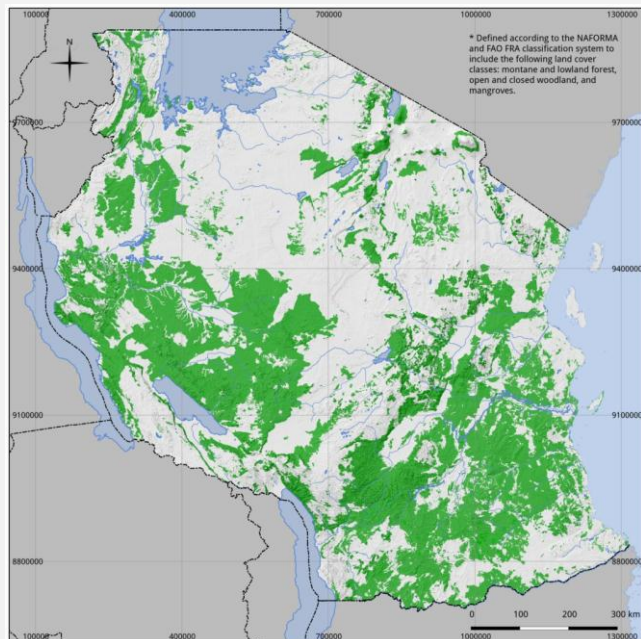 100000 400000 700000 1000000 1300000
N
* Defined according to the NAFORMA
and FAO FRA classification system to
include the following land cover
classes: montane and lowland forest,
open and closed woodland, and
mangroves.
9700000 9700000
9400000 9400000
9100000 9100000
8800000 8800000
0 100 200 300 km
100000 400000 700000 1000000 1300000